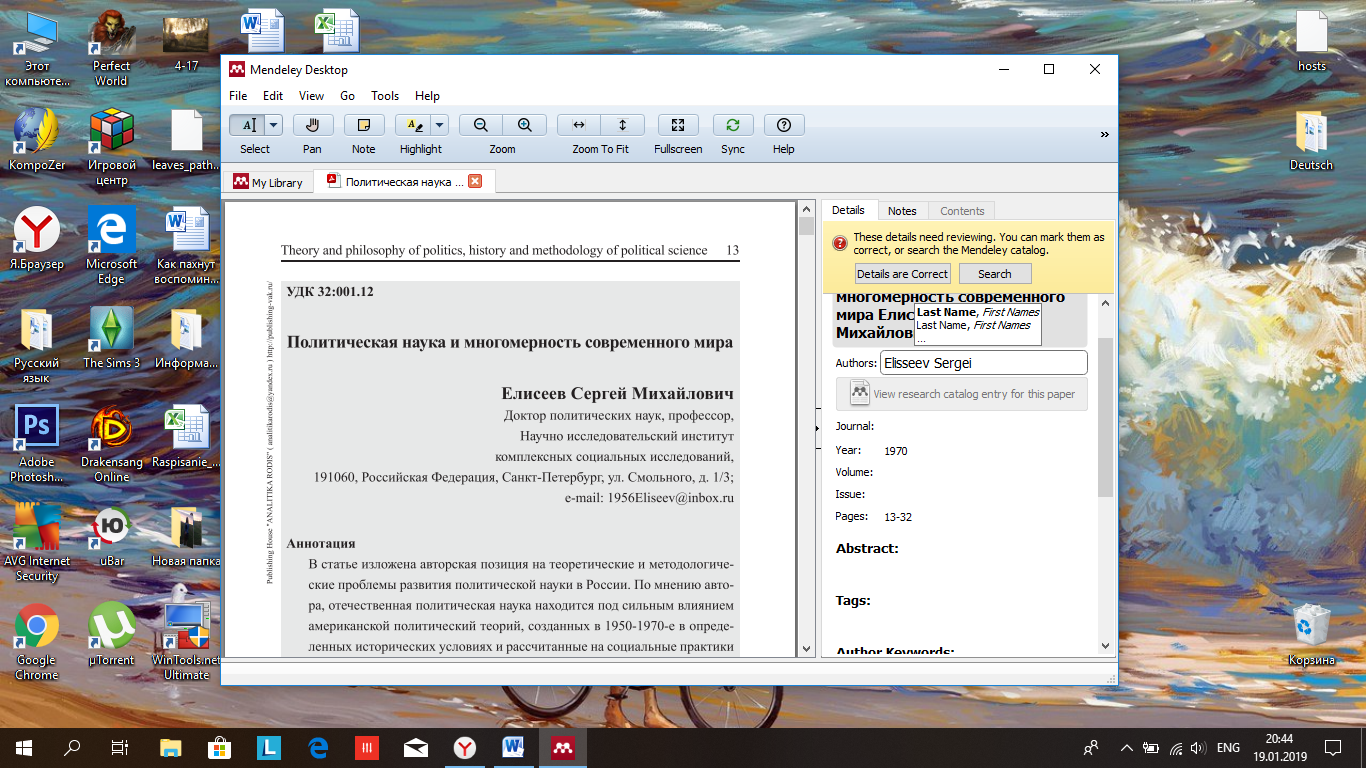 Этот
компьюте...
Perfect
World
4-17
KompoZer
Игровой
центр
leaves_path...
Я.Браузер
Microsoft
Edge
Как пахнут
воспомин...
Русский
язык
The Sims 3
Информа...
Adobe
Photosh...
Drakensang
Online
Raspisanie_...
AVG Internet
Security
uBar
Новая папка
Google
Chrome
µTorrent
WinTools.net
Ultimate
hosts
Deutsch
Корзина
Mendeley Desktop
File Edit View Go Tools Help
Select Pan Note Highlight Zoom Zoom To Fit Fullscreen Sync Help
My Library
Политическая наука ...
Theory and philosophy of politics, history and methodology of political science 13
Publishing House "ANALITIKA RODIS" ( analitikarodis@yandex.ru ) http://publishing-vak.ru/
УДК 32:001.12
Политическая наука и многомерность современного мира
Елисеев Сергей Михайлович
Доктор политических наук, профессор,
Научно исследовательский институт
комплексных социальных исследований,
191060, Российская Федерация, Санкт-Петербург, ул. Смольного, д. 1/3;
e-mail: 1956Eliseev@inbox.ru
Аннотация
В статье изложена авторская позиция на теоретические и методологиче-
ские проблемы развития политической науки в России. По мнению авто-
ра, отечественная политическая наука находится под сильным влиянием
американской политический теорий, созданных в 1950-1970-е в опреде-
ленных исторических условиях и рассчитанные на социальные практики
Details Notes Contents
These details need reviewing. You can mark them as
correct, or search the Mendeley catalog.
Details are Correct Search
многомерность современного
мира Елис
Михайлов
Last Name, First Names
Last Name, First Names
...
Authors: Elisseev Sergei
View research catalog entry for this paper
Journal:
Year: 1970
Volume:
Issue:
Pages: 13-32
Abstract:
Tags:
Author Keywords:
ENG
20:44
19.01.2019